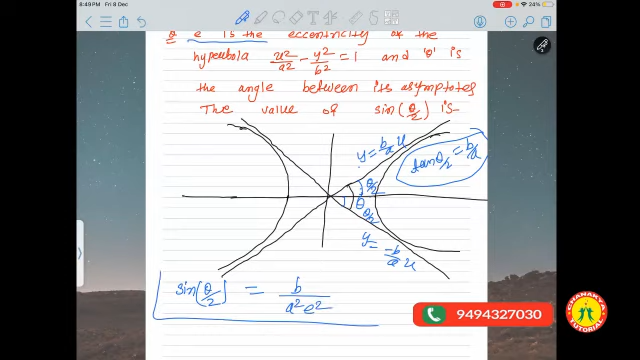 8:49 PM Fri 8 Dec
24%
Q e is the eccentricity of the
hyperbola x²/a² - y²/b² = 1 and 'θ' is
the angle between its asymptotes
The value of sin(θ/2) is
y = b/a x
tan θ/2 = b/a
θ/2
θ
θ/2
y = -b/a x
sin(θ/2) = b / a²e²
9494327030
CHANAKYA
TUTORIAL